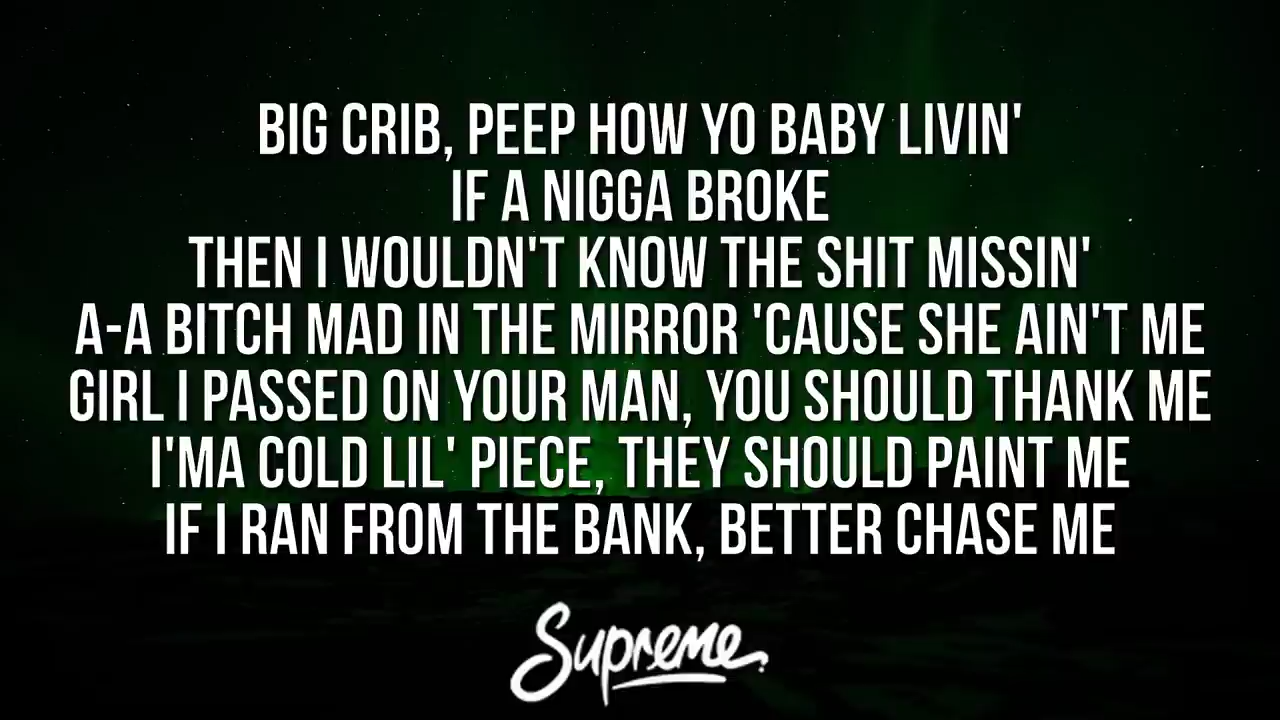 BIG CRIB, PEEP HOW YO BABY LIVIN'
IF A NIGGA BROKE
THEN I WOULDN'T KNOW THE SHIT MISSIN'
A-A BITCH MAD IN THE MIRROR 'CAUSE SHE AIN'T ME
GIRL I PASSED ON YOUR MAN, YOU SHOULD THANK ME
I'MA COLD LIL' PIECE, THEY SHOULD PAINT ME
IF I RAN FROM THE BANK, BETTER CHASE ME
Supreme